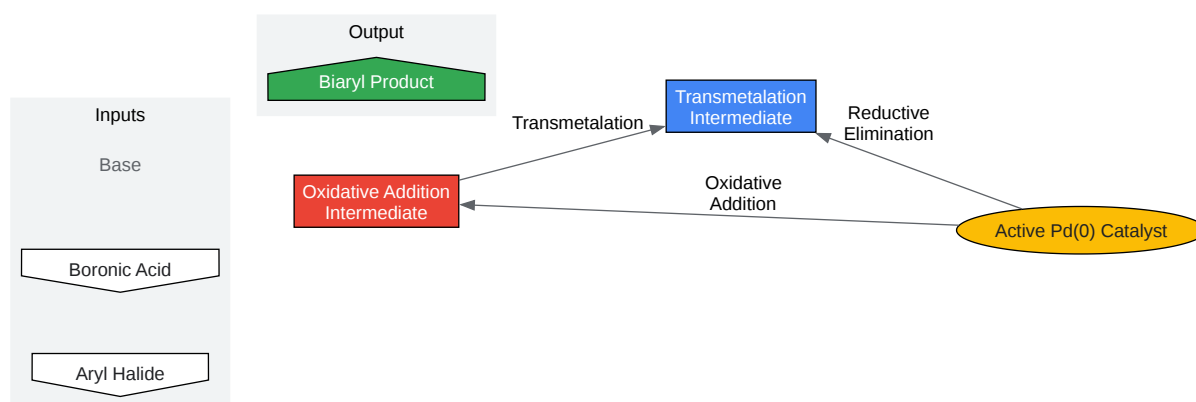 Output
Biaryl Product
Inputs
Base
Boronic Acid
Aryl Halide
Oxidative Addition
Intermediate
Transmetalation
Transmetalation
Intermediate
Reductive
Elimination
Oxidative
Addition
Active Pd(0) Catalyst